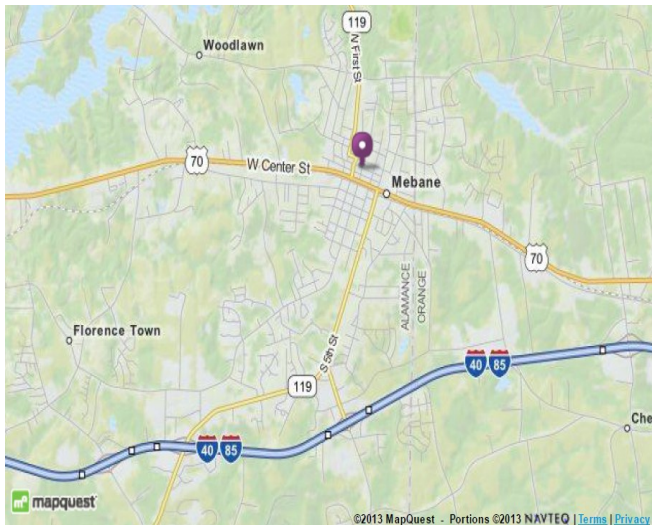 119
Woodlawn
N First St
70
W Center St
Mebane
70
ALAMANCE
ORANGE
Florence Town
S 5th St
40 85
119
Che
40 85
mapquest
©2013 MapQuest - Portions ©2013 NAVTEQ | Terms | Privacy